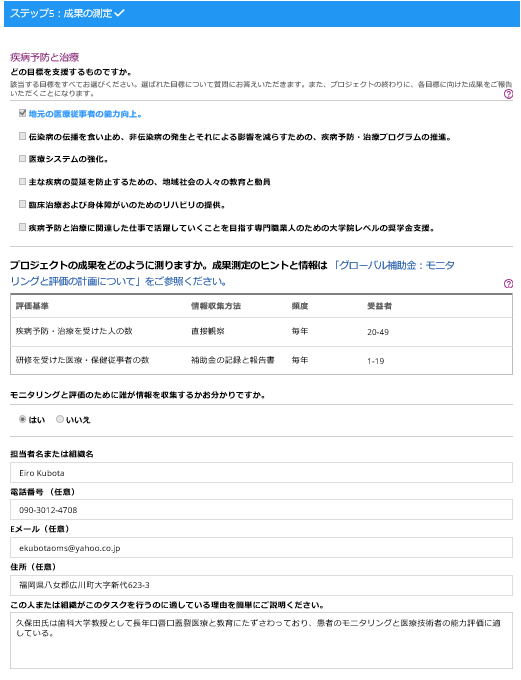 ステップ5：成果の測定✓
疾病予防と治療
どの目標を支援するものですか。
該当する目標をすべてお選びください。選ばれた目標について質問にお答えいただきます。また、プロジェクトの終わりに、各目標に向けた成果をご報告
いただくことになります。
地元の医療従事者の能力向上。
伝染病の伝播を食い止め、非伝染病の発生とそれによる影響を減らすための、疾病予防・治療プログラムの推進。
医療システムの強化。
主な疾病の蔓延を防止するための、地域社会の人々の教育と動員
臨床治療および身体障がいのためのリハビリの提供。
疾病予防と治療に関連した仕事で活躍していくことを目指す専門職業人のための大学院レベルの奨学金支援。
プロジェクトの成果をどのように測りますか。成果測定のヒントと情報は「グローバル補助金：モニタ
リングと評価の計画について」をご参照ください。
評価基準 情報収集方法 頻度 受益者
疾病予防・治療を受けた人の数 直接観察 毎年 20-49
研修を受けた医療・保健従事者の数 補助金の記録と報告書 毎年 1-19
モニタリングと評価のために誰が情報を収集するかお分かりですか。
はい いいえ
担当者名または組織名
Eiro Kubota
電話番号 （任意）
090-3012-4708
Eメール（任意）
ekubotaoms@yahoo.co.jp
住所（任意）
福岡県八女郡広川町大字新代623-3
この人または組織がこのタスクを行うのに適している理由を簡単にご説明ください。
久保田氏は歯科大学教授として長年口唇口蓋裂医療と教育にたずさわっており、患者のモニタリングと医療技術者の能力評価に適
している。